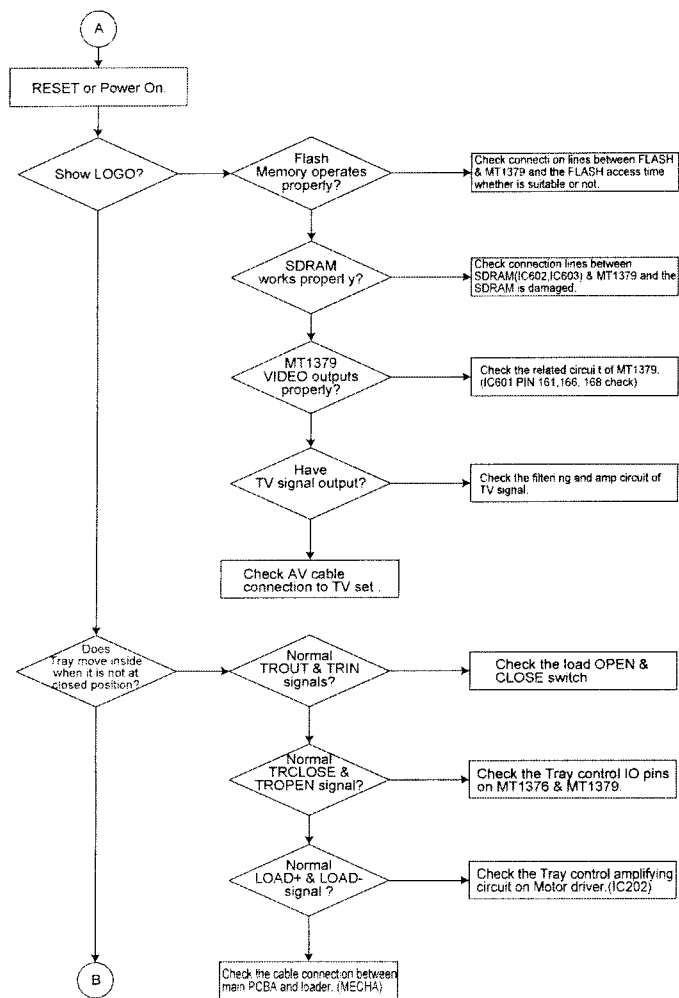 A
RESET or Power On.
Show LOGO?
Flash
Memory operates
properly?
Check connection lines between FLASH
& MT1379 and the FLASH access time
whether is suitable or not.
SDRAM
works properly?
Check connection lines between
SDRAM(IC602,IC603) & MT1379 and the
SDRAM is damaged.
MT1379
VIDEO outputs
properly?
Check the related circuit of MT1379.
(IC601 PIN 161,166, 168 check)
Have
TV signal output?
Check the filtering and amp circuit of
TV signal.
Check AV cable
connection to TV set .
Does
Tray move inside
when it is not at
closed position?
Normal
TROUT & TRIN
signals?
Check the load OPEN &
CLOSE switch
Normal
TRCLOSE &
TROPEN signal?
Check the Tray control IO pins
on MT1376 & MT1379.
Normal
LOAD+ & LOAD-
signal ?
Check the Tray control amplifying
circuit on Motor driver.(IC202)
Check the cable connection between
main PCBA and loader. (MECHA)
B